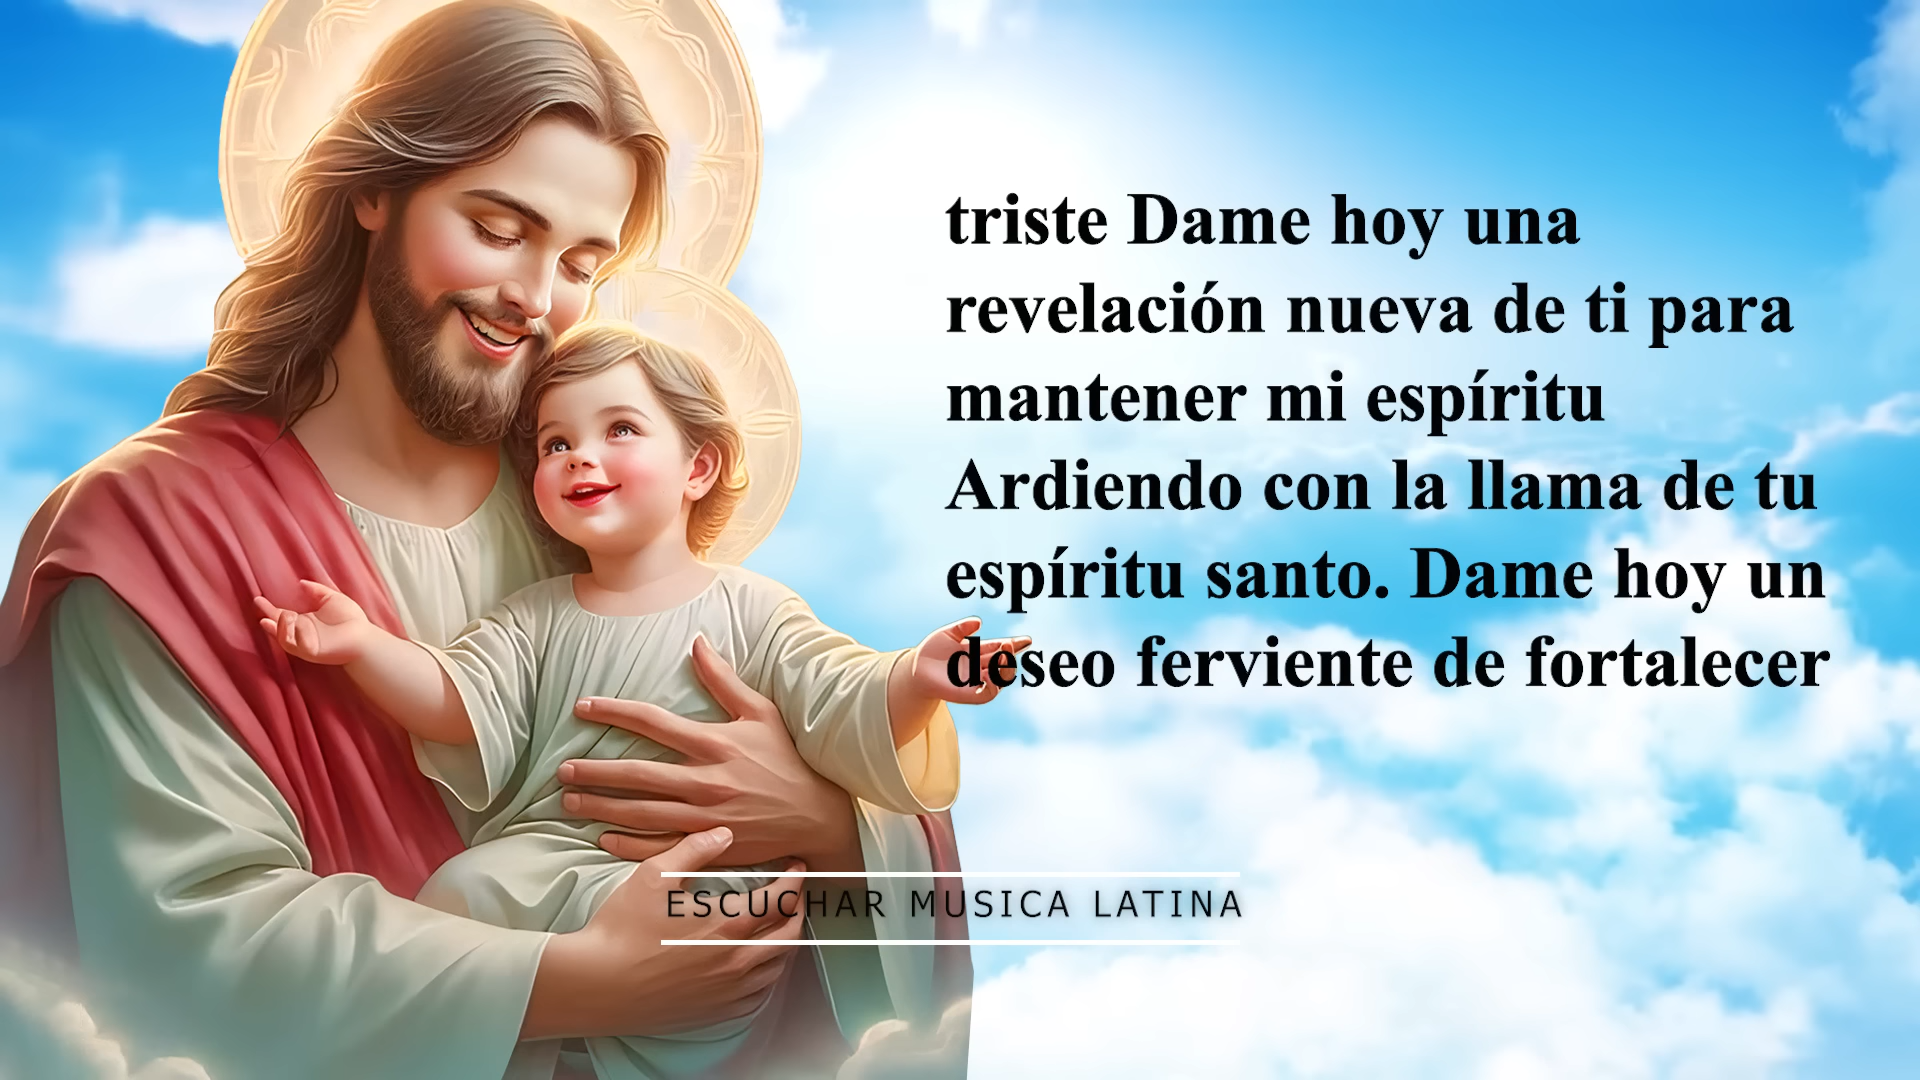 triste Dame hoy una
revelación nueva de ti para
mantener mi espíritu
Ardiendo con la llama de tu
espíritu santo. Dame hoy un
deseo ferviente de fortalecer
ESCUCHAR MUSICA LATINA